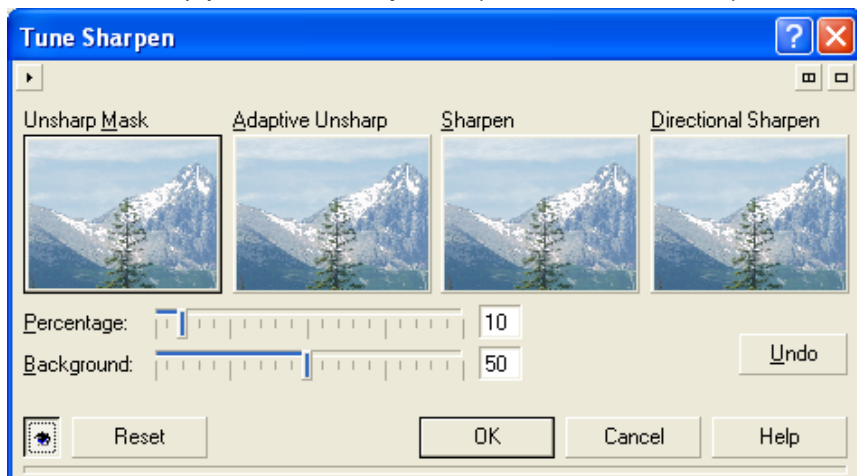 Tune Sharpen
Unsharp Mask Adaptive Unsharp Sharpen Directional Sharpen
Percentage: 10
Background: 50
Undo
Reset OK Cancel Help